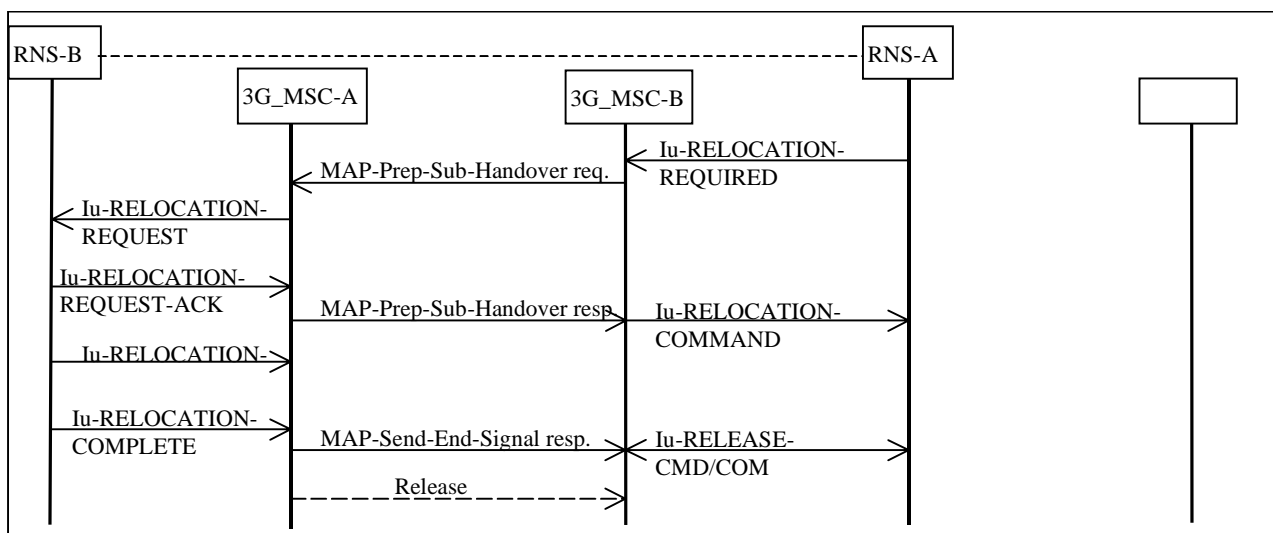 RNS-B
RNS-A
3G_MSC-A
3G_MSC-B
Iu-RELOCATION-
REQUIRED
MAP-Prep-Sub-Handover req.
Iu-RELOCATION-
REQUEST
Iu-RELOCATION-
REQUEST-ACK
MAP-Prep-Sub-Handover resp
Iu-RELOCATION-
COMMAND
Iu-RELOCATION-
Iu-RELOCATION-
COMPLETE
MAP-Send-End-Signal resp.
Iu-RELEASE-
CMD/COM
Release